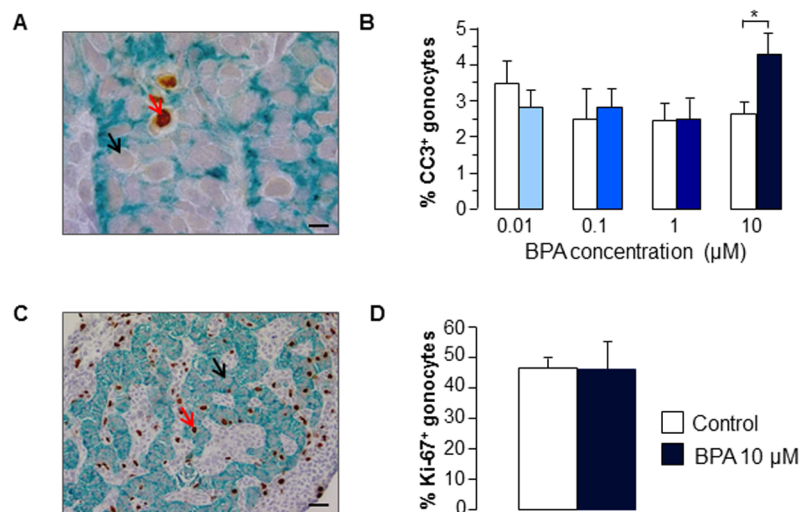 A
B
% CC3⁺ gonocytes
5
4
3
2
1
0
*
0.01 0.1 1 10
BPA concentration (µM)
C
D
% Ki-67⁺ gonocytes
60
50
40
30
20
10
0
Control
BPA 10 µM